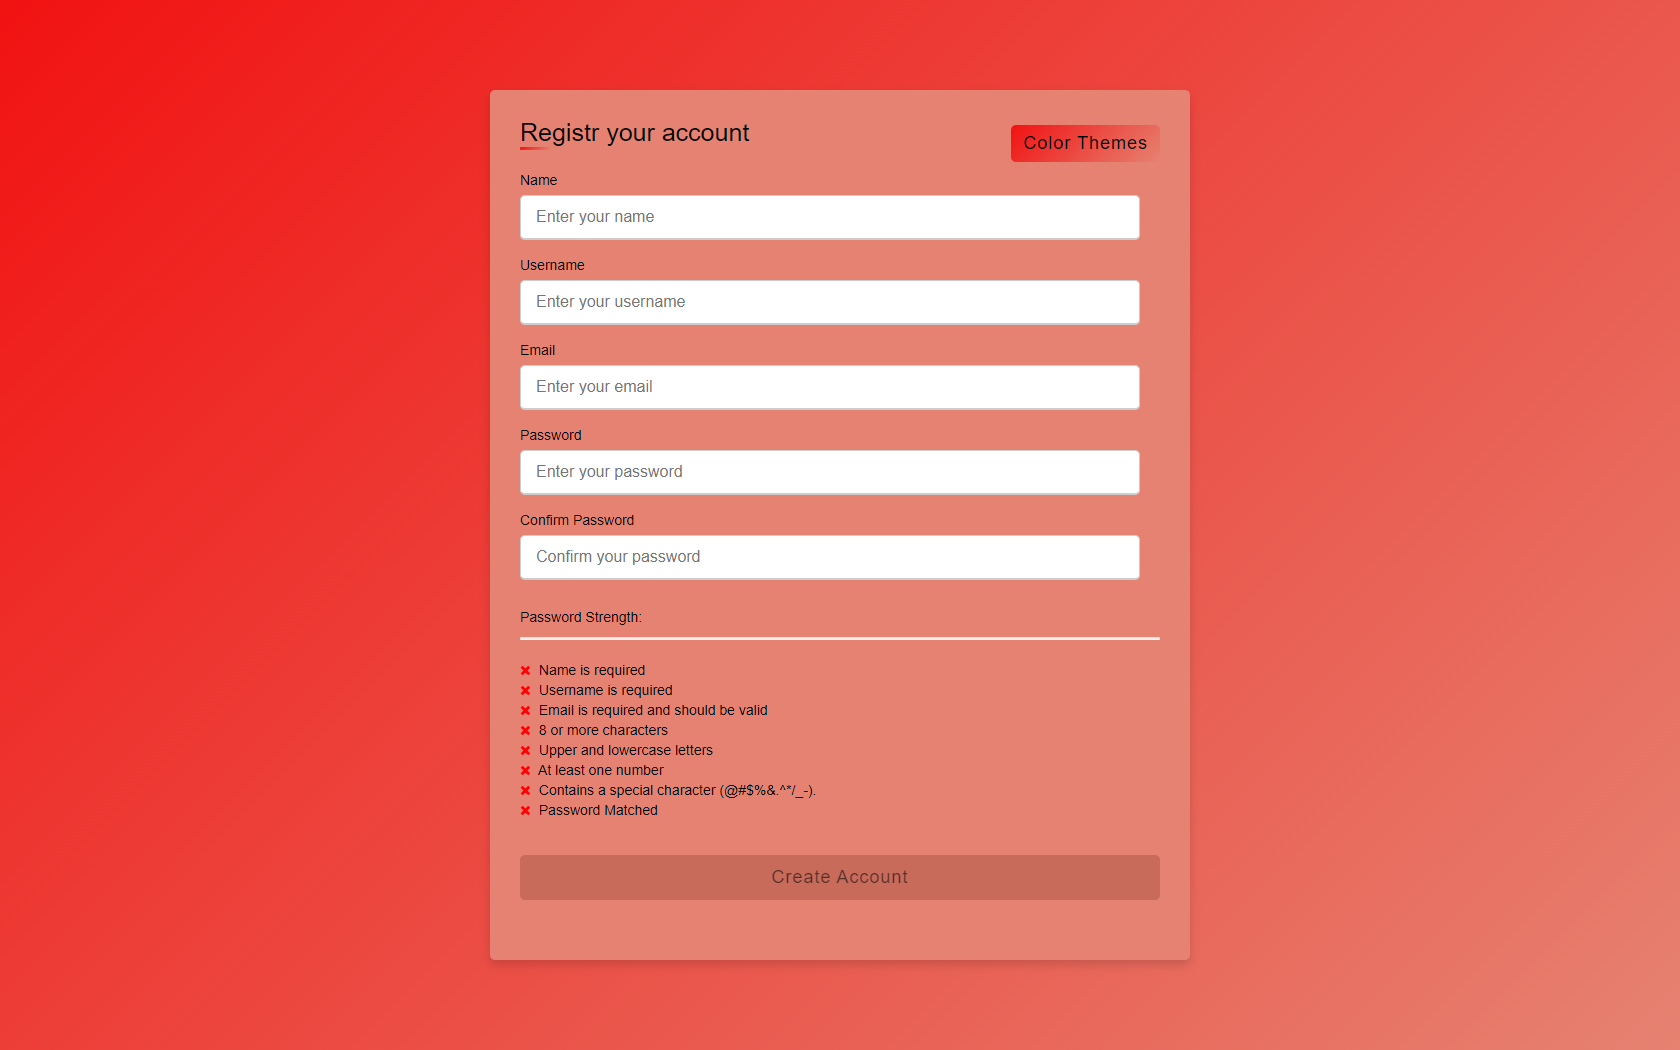 Registr your account
Color Themes
Name
Enter your name
Username
Enter your username
Email
Enter your email
Password
Enter your password
Confirm Password
Confirm your password
Password Strength:
Name is required
Username is required
Email is required and should be valid
8 or more characters
Upper and lowercase letters
At least one number
Contains a special character (@#$%&.^*/_-).
Password Matched
Create Account